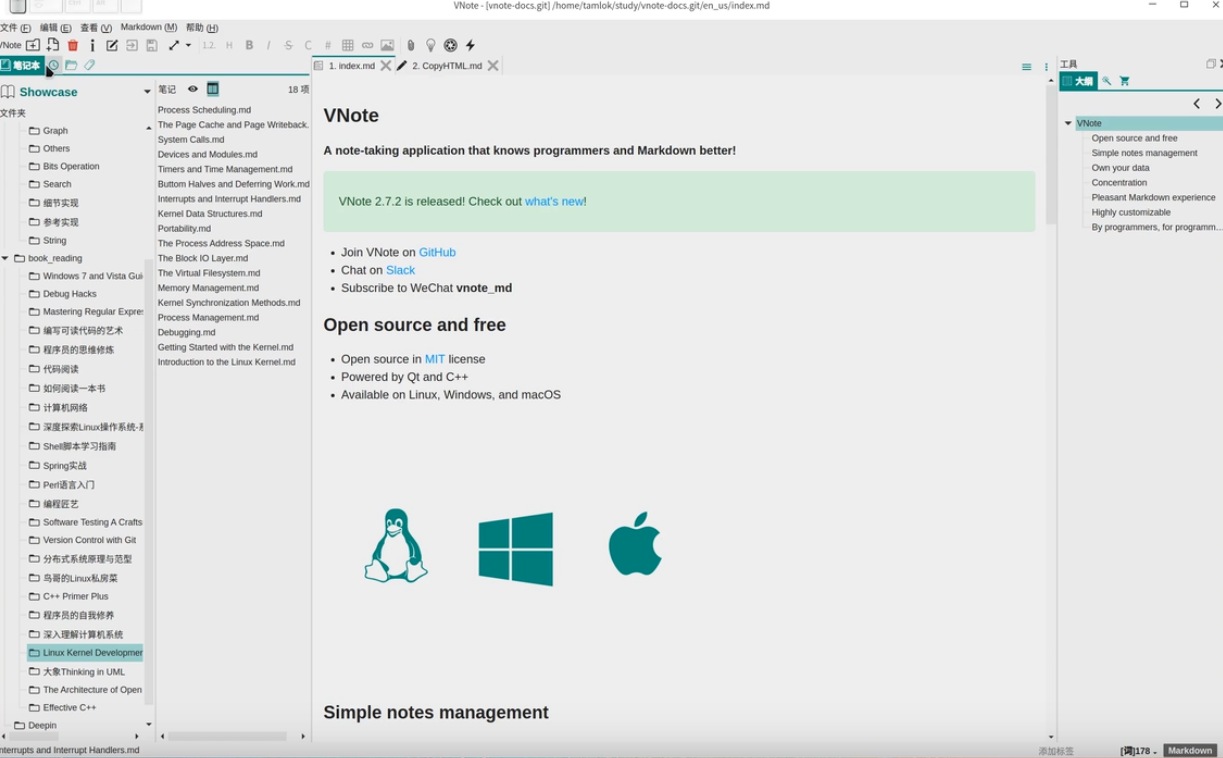 VNote - [vnote-docs.git] /home/tamlok/study/vnote-docs.git/en_us/index.md
文件 (F) 编辑 (E) 查看 (V) Markdown (M) 帮助 (H)
VNote
1.2. H B I S C #
笔记本
1. index.md 2. CopyHTML.md
工具
大纲
Showcase
文件夹
Graph
Others
Bits Operation
Search
细节实现
参考实现
String
book_reading
Windows 7 and Vista Gui
Debug Hacks
Mastering Regular Expre
编写可读代码的艺术
程序员的思维修炼
代码阅读
如何阅读一本书
计算机网络
深度探索Linux操作系统-
Shell脚本学习指南
Spring实战
Perl语言入门
编程匠艺
Software Testing A Crafts
Version Control with Git
分布式系统原理与范型
鸟哥的Linux私房菜
C++ Primer Plus
程序员的自我修养
深入理解计算机系统
Linux Kernel Developmer
大象Thinking in UML
The Architecture of Open
Effective C++
Deepin
笔记 18 项
Process Scheduling.md
The Page Cache and Page Writeback.
System Calls.md
Devices and Modules.md
Timers and Time Management.md
Buttom Halves and Deferring Work.md
Interrupts and Interrupt Handlers.md
Kernel Data Structures.md
Portability.md
The Process Address Space.md
The Block IO Layer.md
The Virtual Filesystem.md
Memory Management.md
Kernel Synchronization Methods.md
Process Management.md
Debugging.md
Getting Started with the Kernel.md
Introduction to the Linux Kernel.md
VNote
A note-taking application that knows programmers and Markdown better!
VNote 2.7.2 is released! Check out what's new!
Join VNote on GitHub
Chat on Slack
Subscribe to WeChat vnote_md
Open source and free
Open source in MIT license
Powered by Qt and C++
Available on Linux, Windows, and macOS
Simple notes management
VNote
Open source and free
Simple notes management
Own your data
Concentration
Pleasant Markdown experience
Highly customizable
By programmers, for programm...
nterrupts and Interrupt Handlers.md
添加标签 [词]178 Markdown